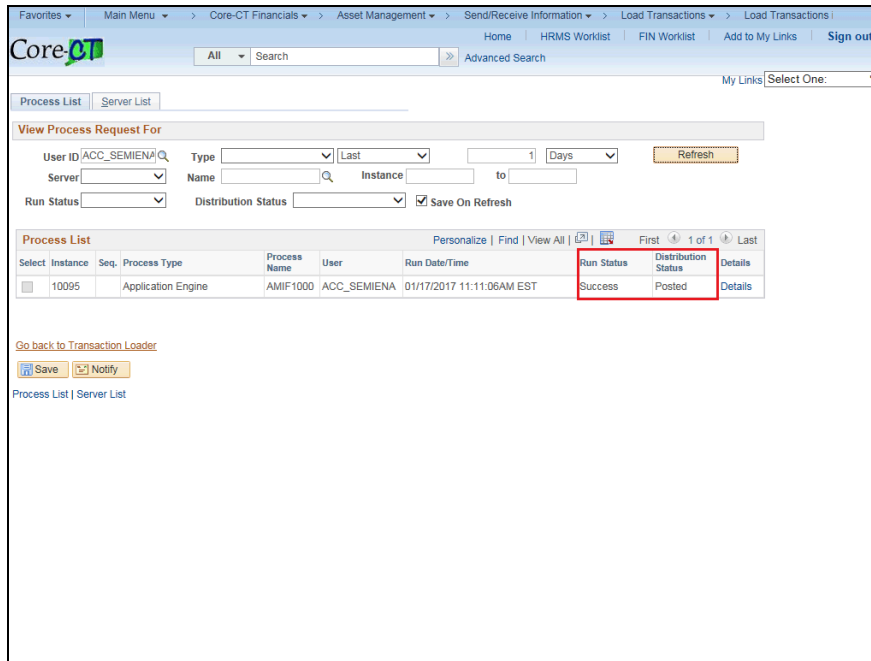 Favorites Main Menu > Core-CT Financials > Asset Management > Send/Receive Information > Load Transactions > Load Transactions
Home HRMS Worklist FIN Worklist Add to My Links Sign out
Core-CT
All Search >> Advanced Search
My Links Select One:
Process List Server List
View Process Request For
User ID ACC_SEMIENA Type Last 1 Days Refresh
Server Name Instance to
Run Status Distribution Status Save On Refresh
Process List Personalize | Find | View All | First 1 of 1 Last
Select Instance Seq. Process Type Process Name User Run Date/Time Run Status Distribution Status Details
10095 Application Engine AMIF1000 ACC_SEMIENA 01/17/2017 11:11:06AM EST Success Posted Details
Go back to Transaction Loader
Save Notify
Process List | Server List